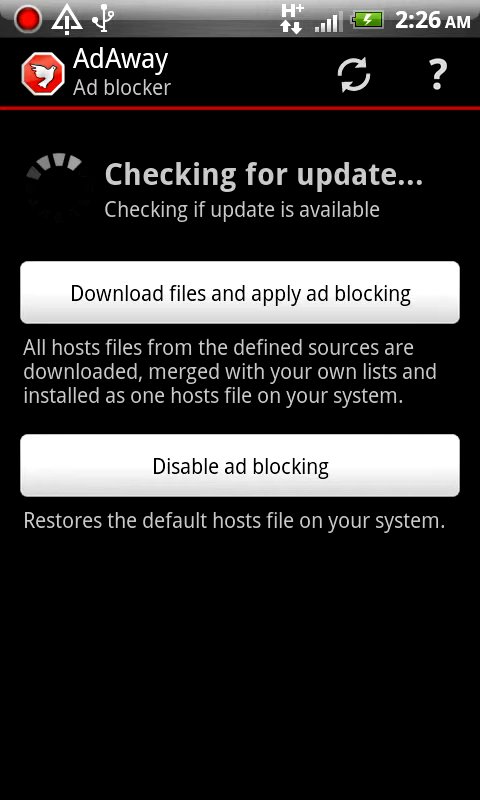 H+ 2:26 AM
AdAway
Ad blocker
?
Checking for update...
Checking if update is available
Download files and apply ad blocking
All hosts files from the defined sources are
downloaded, merged with your own lists and
installed as one hosts file on your system.
Disable ad blocking
Restores the default hosts file on your system.